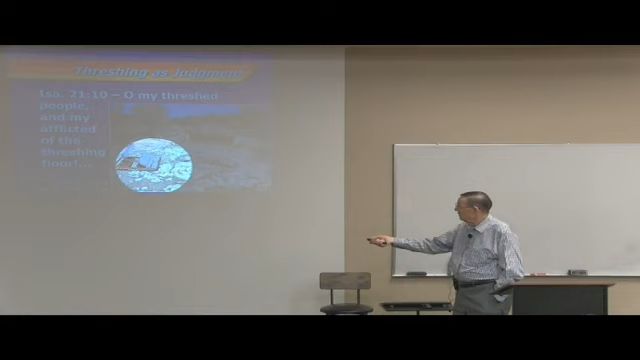 Threshing as Judgment
Isa. 21:10 – O my threshed
people,
and my
afflicted
of the
threshing
floor!...